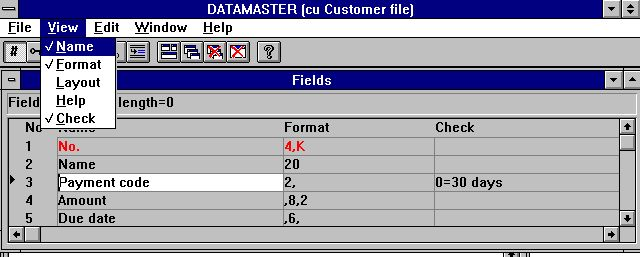 DATAMASTER (cu Customer file)
File View Edit Window Help
#
?
Name
Format
Layout
Help
Check
Fields
Field length=0
No Name Format Check
1 No. 4,K
2 Name 20
3 Payment code 2, 0=30 days
4 Amount ,8,2
5 Due date ,6,